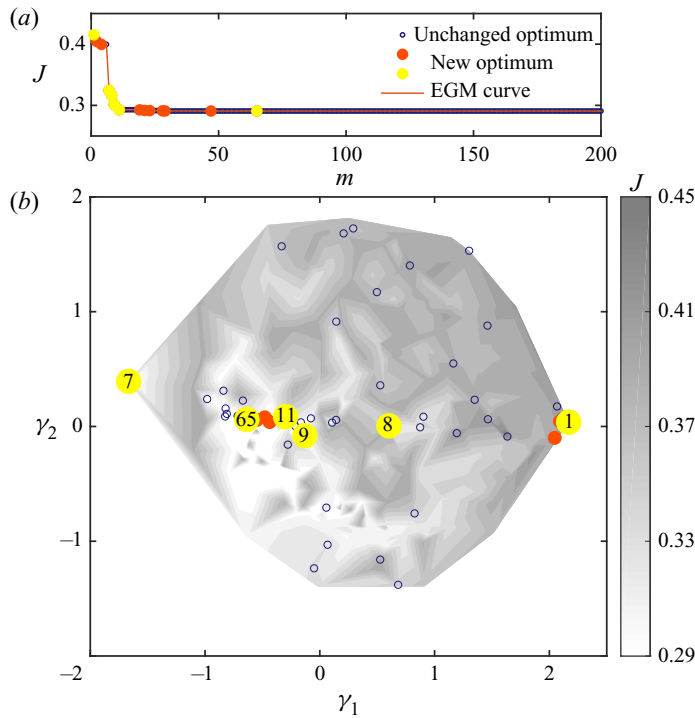 (a)
0.4
J
0.3
Unchanged optimum
New optimum
EGM curve
0 50 100 150 200
m
(b)
J
2
1
0
−1
−2
γ2
7 65 11 9 8 1
−2 −1 0 1 2
γ1
0.45
0.41
0.37
0.33
0.29